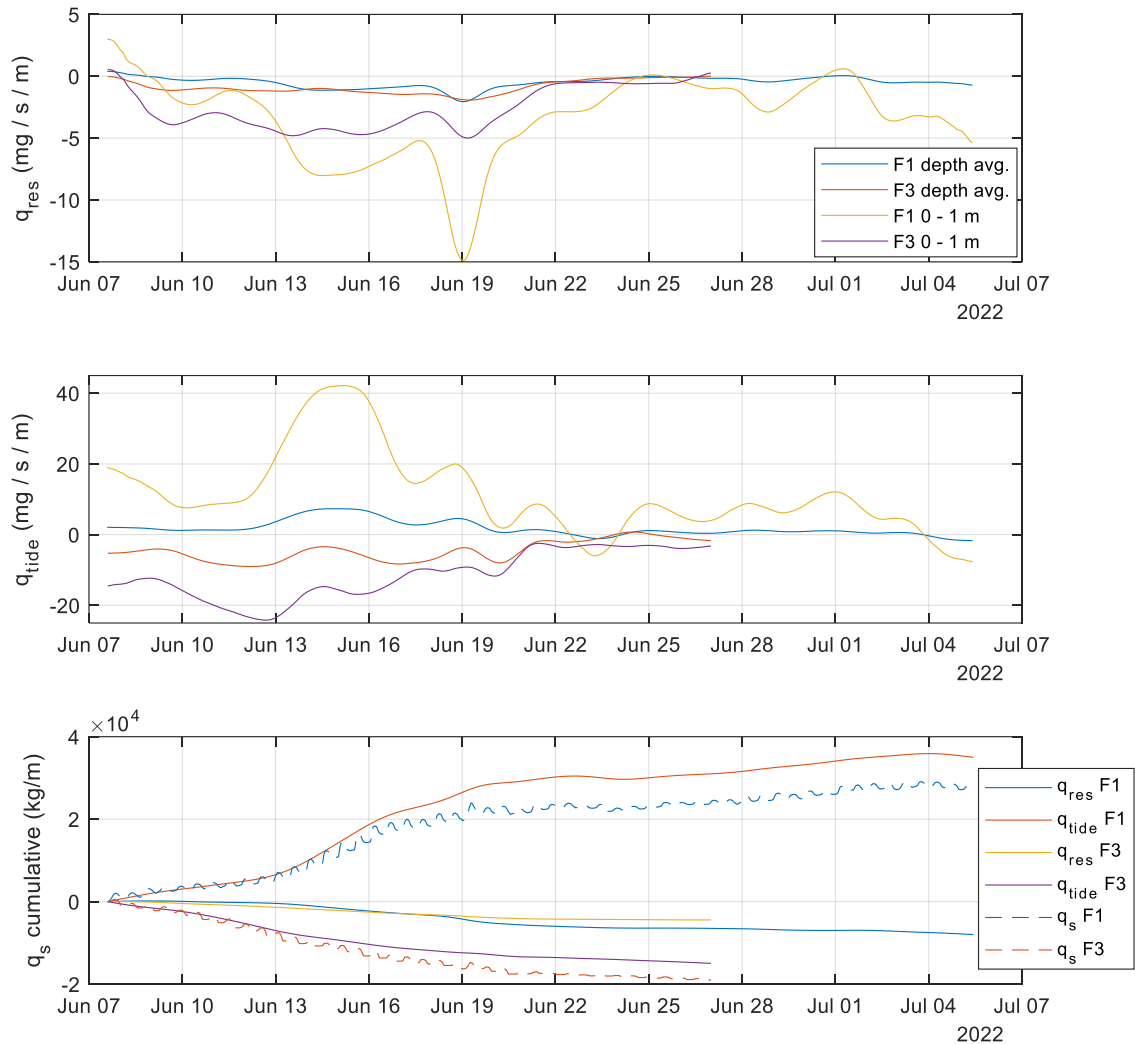 5
0
-5
-10
-15
q_res (mg / s / m)
F1 depth avg.
F3 depth avg.
F1 0 - 1 m
F3 0 - 1 m
Jun 07 Jun 10 Jun 13 Jun 16 Jun 19 Jun 22 Jun 25 Jun 28 Jul 01 Jul 04 Jul 07
2022
40
20
0
-20
q_tide (mg / s / m)
Jun 07 Jun 10 Jun 13 Jun 16 Jun 19 Jun 22 Jun 25 Jun 28 Jul 01 Jul 04 Jul 07
2022
×10^4
4
2
0
-2
q_s cumulative (kg/m)
q_res F1
q_tide F1
q_res F3
q_tide F3
q_s F1
q_s F3
Jun 07 Jun 10 Jun 13 Jun 16 Jun 19 Jun 22 Jun 25 Jun 28 Jul 01 Jul 04 Jul 07
2022